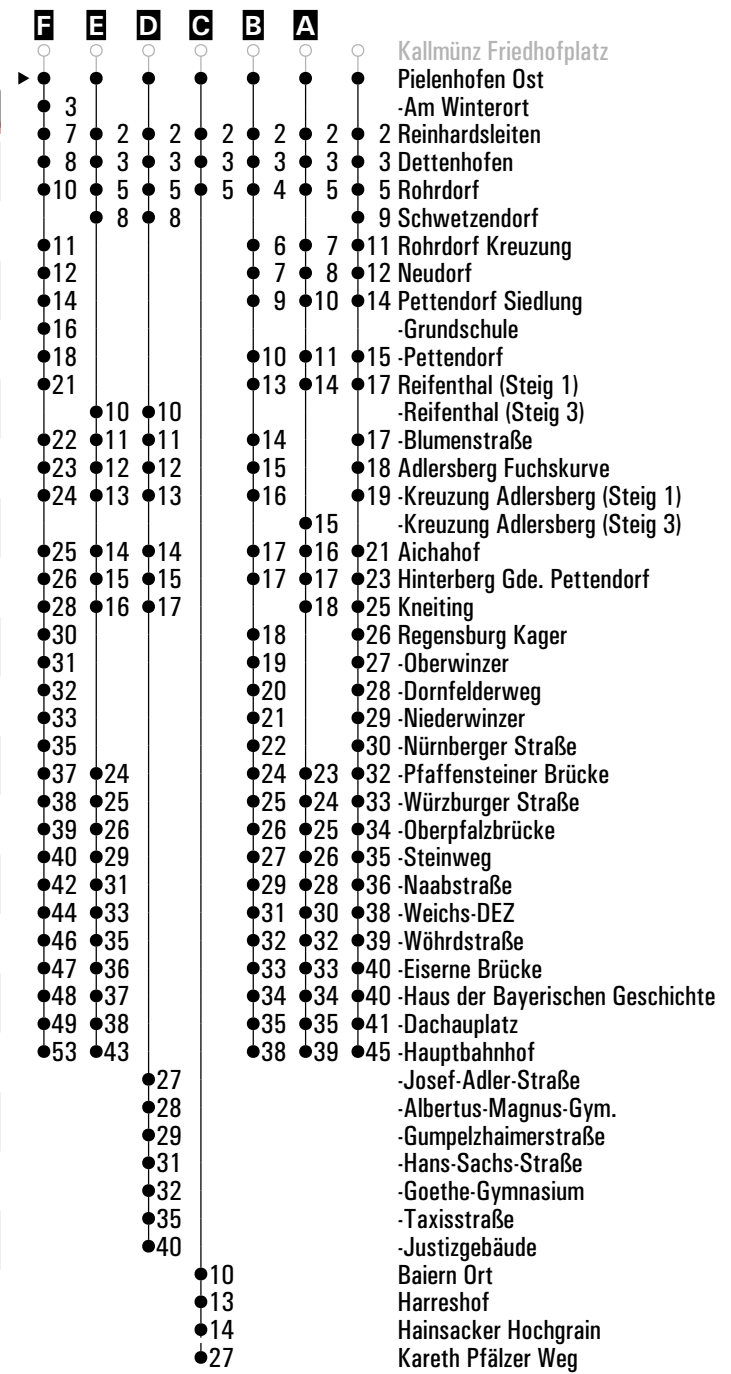 F E D C B A
Kallmünz Friedhofplatz
Pielenhofen Ost
3 -Am Winterort
7 2 2 2 2 2 2 Reinhardsleiten
8 3 3 3 3 3 3 Dettenhofen
10 5 5 5 4 5 5 Rohrdorf
8 8 9 Schwetzendorf
11 6 7 11 Rohrdorf Kreuzung
12 7 8 12 Neudorf
14 9 10 14 Pettendorf Siedlung
16 -Grundschule
18 10 11 15 -Pettendorf
21 13 14 17 Reifenthal (Steig 1)
10 10 -Reifenthal (Steig 3)
22 11 11 14 17 -Blumenstraße
23 12 12 15 18 Adlersberg Fuchskurve
24 13 13 16 19 -Kreuzung Adlersberg (Steig 1)
15 -Kreuzung Adlersberg (Steig 3)
25 14 14 17 16 21 Aichahof
26 15 15 17 17 23 Hinterberg Gde. Pettendorf
28 16 17 18 25 Kneiting
30 18 26 Regensburg Kager
31 19 27 -Oberwinzer
32 20 28 -Dornfelderweg
33 21 29 -Niederwinzer
35 22 30 -Nürnberger Straße
37 24 24 23 32 -Pfaffensteiner Brücke
38 25 25 24 33 -Würzburger Straße
39 26 26 25 34 -Oberpfalzbrücke
40 29 27 26 35 -Steinweg
42 31 29 28 36 -Naabstraße
44 33 31 30 38 -Weichs-DEZ
46 35 32 32 39 -Wöhrdstraße
47 36 33 33 40 -Eiserne Brücke
48 37 34 34 40 -Haus der Bayerischen Geschichte
49 38 35 35 41 -Dachauplatz
53 43 38 39 45 -Hauptbahnhof
27 -Josef-Adler-Straße
28 -Albertus-Magnus-Gym.
29 -Gumpelzhaimerstraße
31 -Hans-Sachs-Straße
32 -Goethe-Gymnasium
35 -Taxisstraße
40 -Justizgebäude
10 Baiern Ort
13 Harreshof
14 Hainsacker Hochgrain
27 Kareth Pfälzer Weg